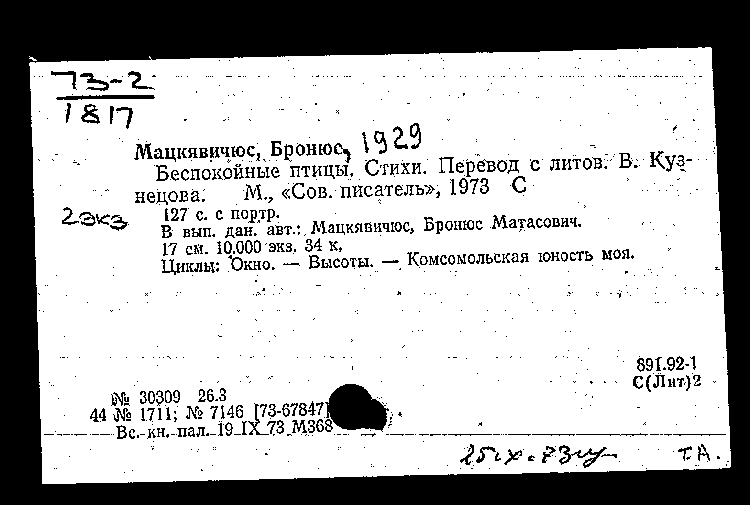 73-2
1817
Мацкявичюс, Бронюс, 1929
Беспокойные птицы. Стихи. Перевод с литов. В. Куз-
нецова. М., «Сов. писатель», 1973 С
2экз
127 с. с портр.
В вып. дан. авт.: Мацкявичюс, Бронюс Матасович.
17 см. 10.000 экз. 34 к.
Циклы: Окно. — Высоты. — Комсомольская юность моя.
891.92-1
С(Лит)2
№ 30309 26.3
44 № 1711; № 7146 [73-67847]
Вс. кн. пал. 19 IX 73 М368
25.X.73 Т.А.